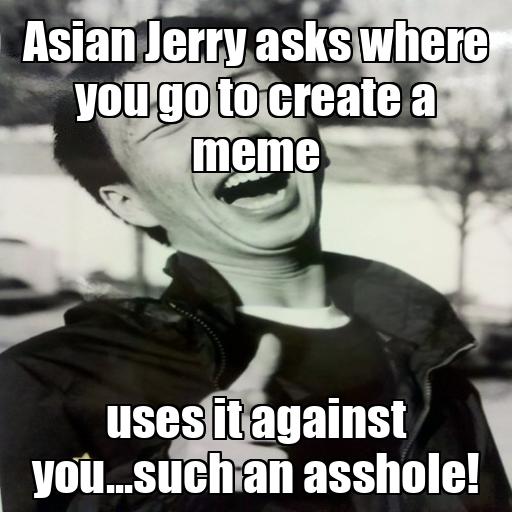 Asian Jerry asks where
you go to create a
meme
uses it against
you...such an asshole!